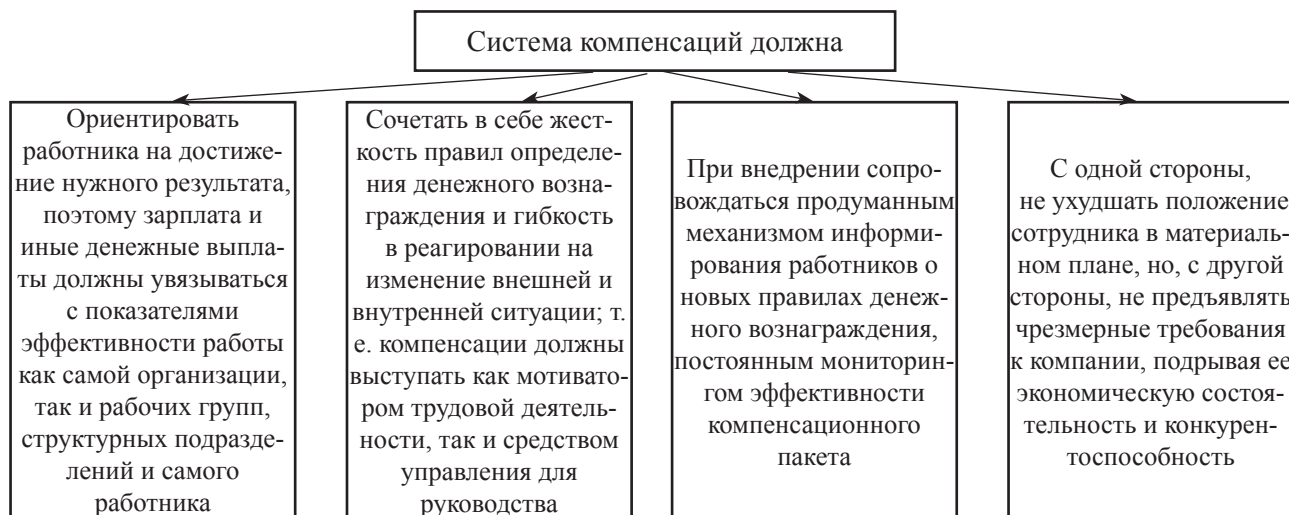 Система компенсаций должна
Ориентировать
работника на достиже-
ние нужного результата,
поэтому зарплата и
иные денежные выпла-
ты должны увязываться
с показателями
эффективности работы
как самой организации,
так и рабочих групп,
структурных подразде-
лений и самого
работника
Сочетать в себе жест-
кость правил определе-
ния денежного возна-
граждения и гибкость
в реагировании на
изменение внешней и
внутренней ситуации; т.
е. компенсации должны
выступать как мотивато-
ром трудовой деятель-
ности, так и средством
управления для
руководства
При внедрении сопро-
вождаться продуманным
механизмом информи-
рования работников о
новых правилах денеж-
ного вознаграждения,
постоянным мониторин-
гом эффективности
компенсационного
пакета
С одной стороны,
не ухудшать положение
сотрудника в материаль-
ном плане, но, с другой
стороны, не предъявлять
чрезмерные требования
к компании, подрывая ее
экономическую состоя-
тельность и конкурен-
тоспособность